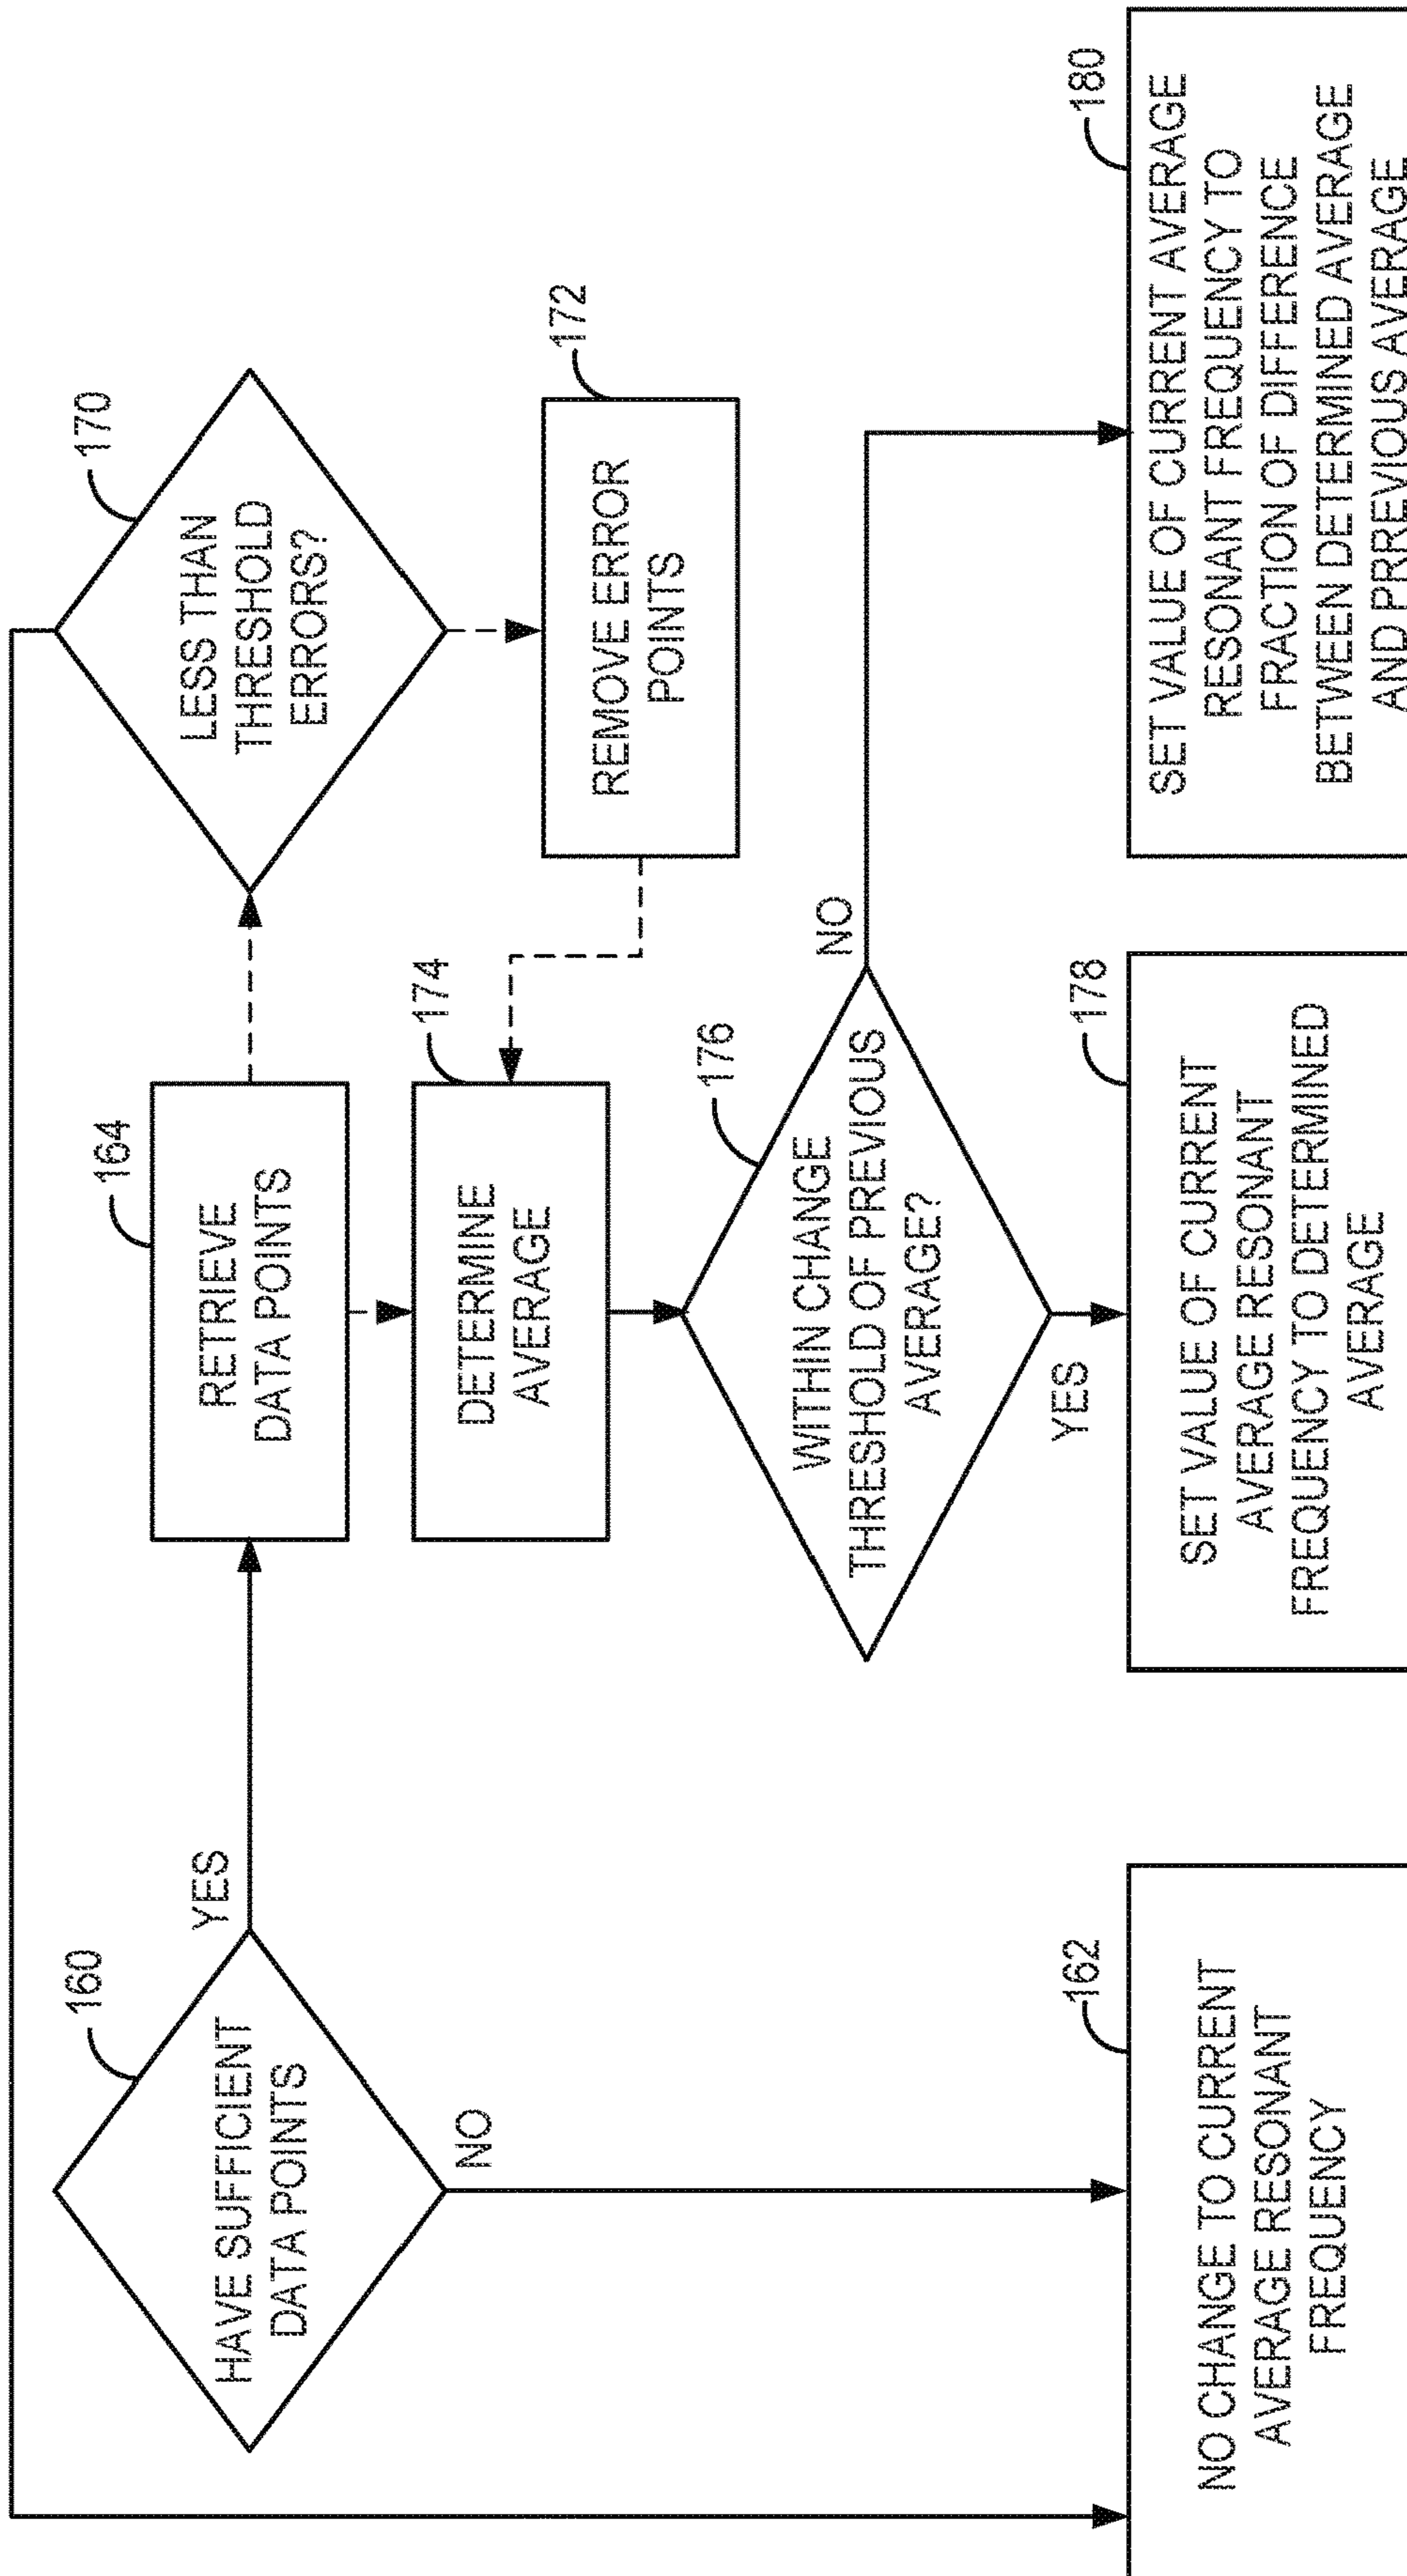 160
HAVE SUFFICIENT
DATA POINTS
YES
NO
164
RETRIEVE
DATA POINTS
170
LESS THAN
THRESHOLD
ERRORS?
172
REMOVE ERROR
POINTS
174
DETERMINE
AVERAGE
176
WITHIN CHANGE
THRESHOLD OF PREVIOUS
AVERAGE?
NO
YES
162
NO CHANGE TO CURRENT
AVERAGE RESONANT
FREQUENCY
178
SET VALUE OF CURRENT
AVERAGE RESONANT
FREQUENCY TO DETERMINED
AVERAGE
180
SET VALUE OF CURRENT AVERAGE
RESONANT FREQUENCY TO
FRACTION OF DIFFERENCE
BETWEEN DETERMINED AVERAGE
AND PRREVIOUS AVERAGE